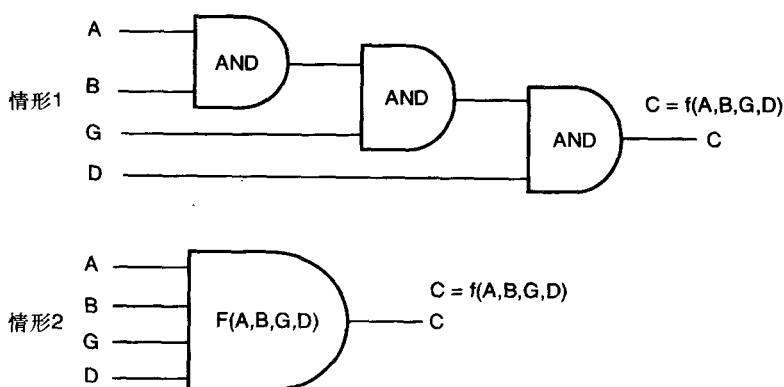 A
AND
B
情形1
AND
G
C = f(A,B,G,D)
AND
C
D
A
C = f(A,B,G,D)
B
情形2
F(A,B,G,D)
C
G
D